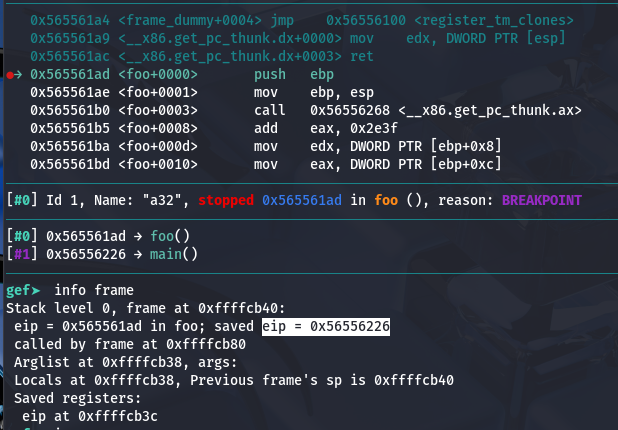 0x565561a4 <frame_dummy+0004> jmp    0x56556100 <register_tm_clones>
0x565561a9 <__x86.get_pc_thunk.dx+0000> mov    edx, DWORD PTR [esp]
0x565561ac <__x86.get_pc_thunk.dx+0003> ret
●→ 0x565561ad <foo+0000>       push   ebp
0x565561ae <foo+0001>       mov    ebp, esp
0x565561b0 <foo+0003>       call   0x56556268 <__x86.get_pc_thunk.ax>
0x565561b5 <foo+0008>       add    eax, 0x2e3f
0x565561ba <foo+000d>       mov    edx, DWORD PTR [ebp+0x8]
0x565561bd <foo+0010>       mov    eax, DWORD PTR [ebp+0xc]
[#0] Id 1, Name: "a32", stopped 0x565561ad in foo (), reason: BREAKPOINT
[#0] 0x565561ad → foo()
[#1] 0x56556226 → main()
gef➤  info frame
Stack level 0, frame at 0xffffcb40:
eip = 0x565561ad in foo; saved eip = 0x56556226
called by frame at 0xffffcb80
Arglist at 0xffffcb38, args:
Locals at 0xffffcb38, Previous frame's sp is 0xffffcb40
Saved registers:
eip at 0xffffcb3c